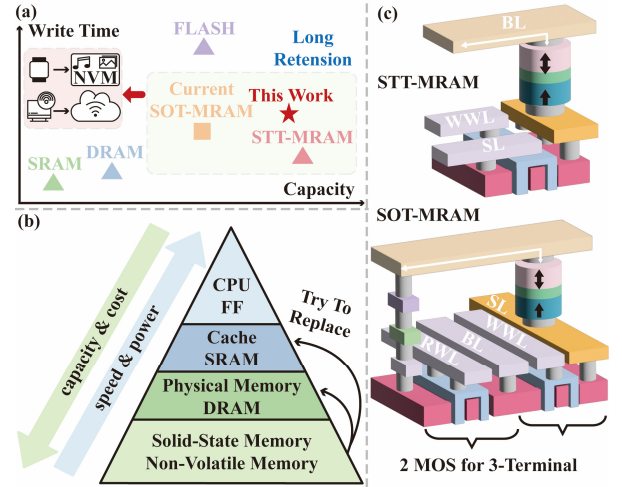 (a)
Write Time
FLASH
Long
Retension
NVM
Current
SOT-MRAM
This Work
STT-MRAM
SRAM
DRAM
Capacity
(b)
capacity & cost
speed & power
CPU
FF
Cache
SRAM
Physical Memory
DRAM
Solid-State Memory
Non-Volatile Memory
Try To
Replace
(c)
BL
STT-MRAM
WWL
SL
SOT-MRAM
SL
WWL
BL
RWL
2 MOS for 3-Terminal